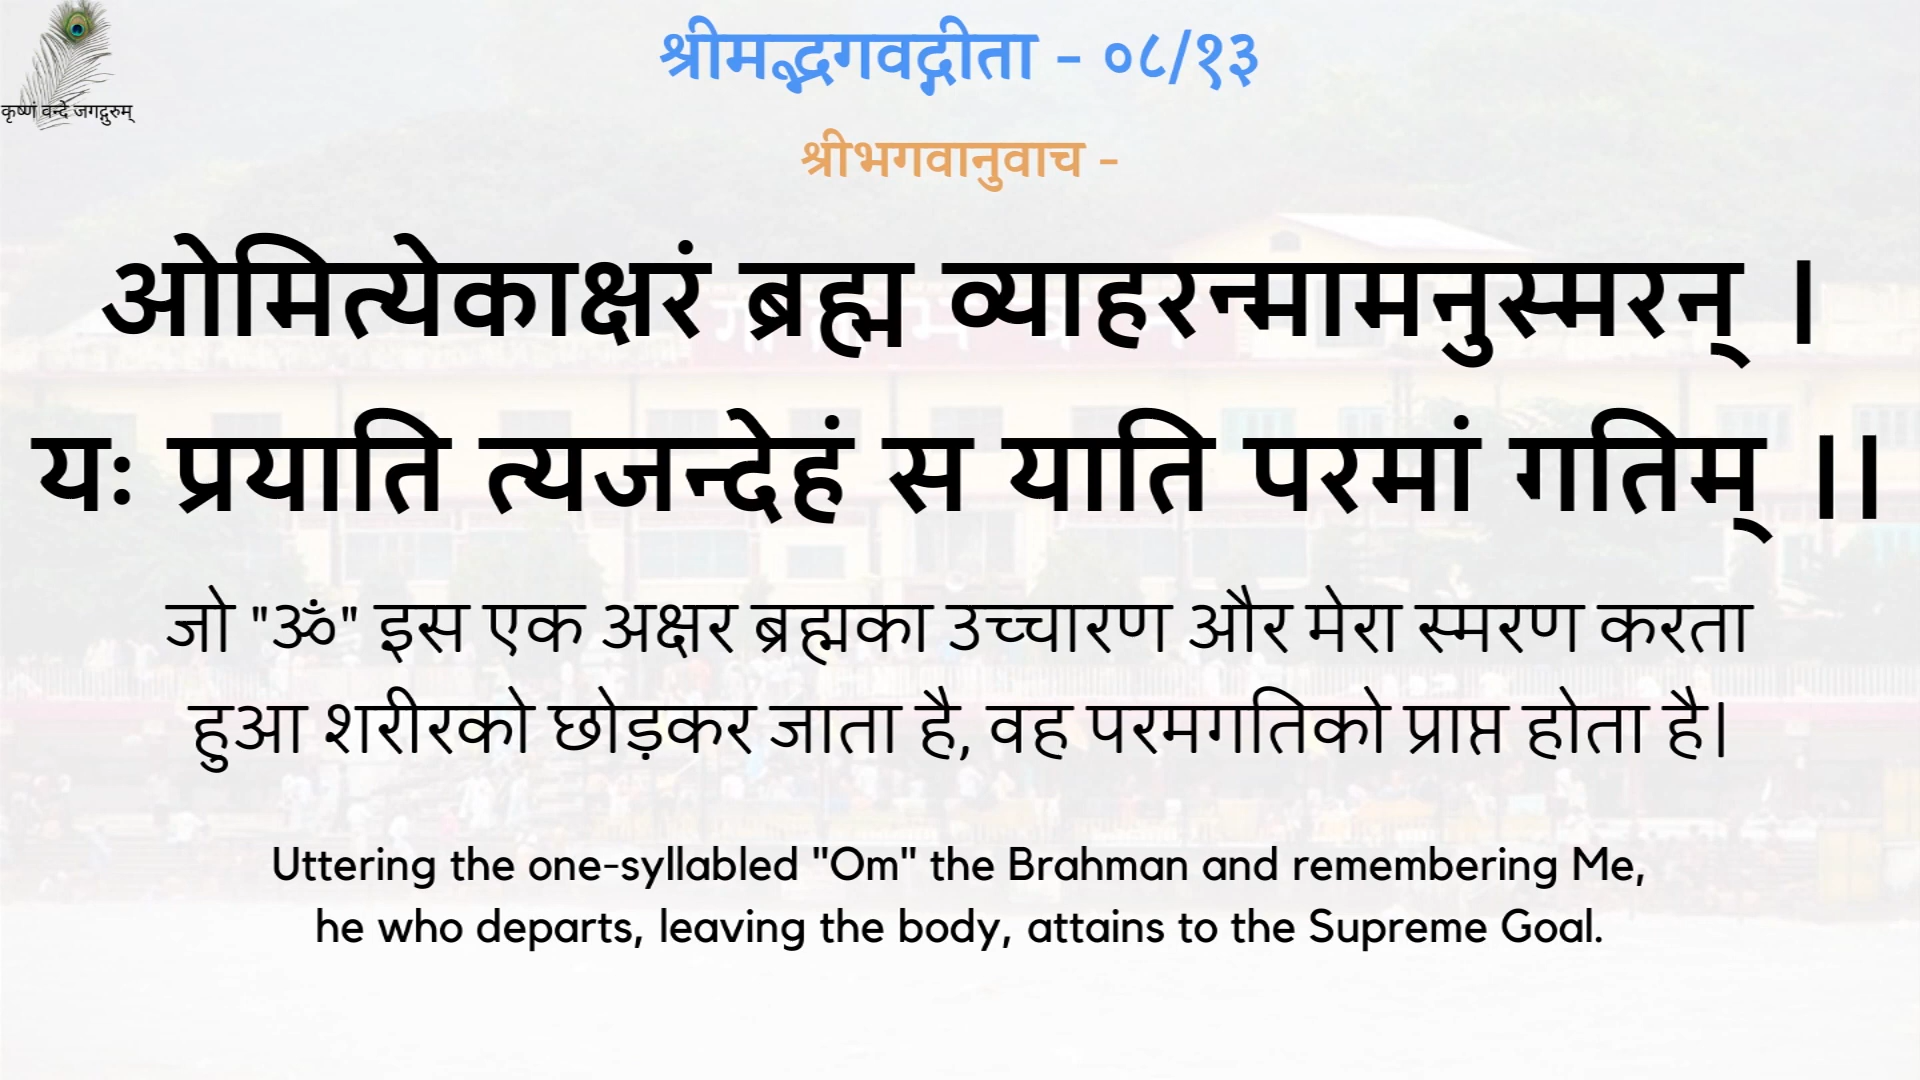 श्रीमद्भगवद्गीता - ०८/१३
कृष्णं वन्दे जगद्गुरुम्
श्रीभगवानुवाच -
ओमित्येकाक्षरं ब्रह्म व्याहरन्मामनुस्मरन् ।
यः प्रयाति त्यजन्देहं स याति परमां गतिम् ।।
जो "ॐ" इस एक अक्षर ब्रह्मका उच्चारण और मेरा स्मरण करता
हुआ शरीरको छोड़कर जाता है, वह परमगतिको प्राप्त होता है।
Uttering the one-syllabled "Om" the Brahman and remembering Me,
he who departs, leaving the body, attains to the Supreme Goal.